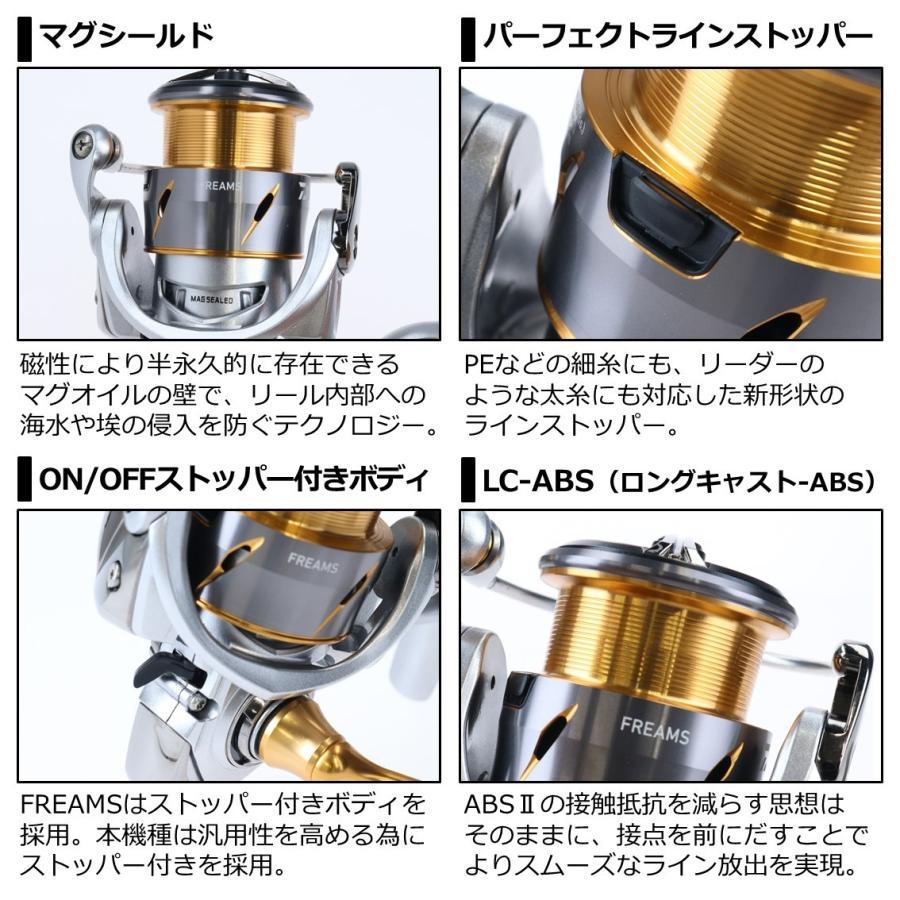 マグシールド
FREAMS
MAGSEALED
磁性により半永久的に存在できる
マグオイルの壁で、リール内部への
海水や埃の侵入を防ぐテクノロジー。
パーフェクトラインストッパー
PEなどの細糸にも、リーダーの
ような太糸にも対応した新形状の
ラインストッパー。
ON/OFFストッパー付きボディ
FREAMS
FREAMSはストッパー付きボディを
採用。本機種は汎用性を高める為に
ストッパー付きを採用。
LC-ABS（ロングキャスト-ABS）
FREAMS
ABSⅡの接触抵抗を減らす思想は
そのままに、接点を前にだすことで
よりスムーズなライン放出を実現。